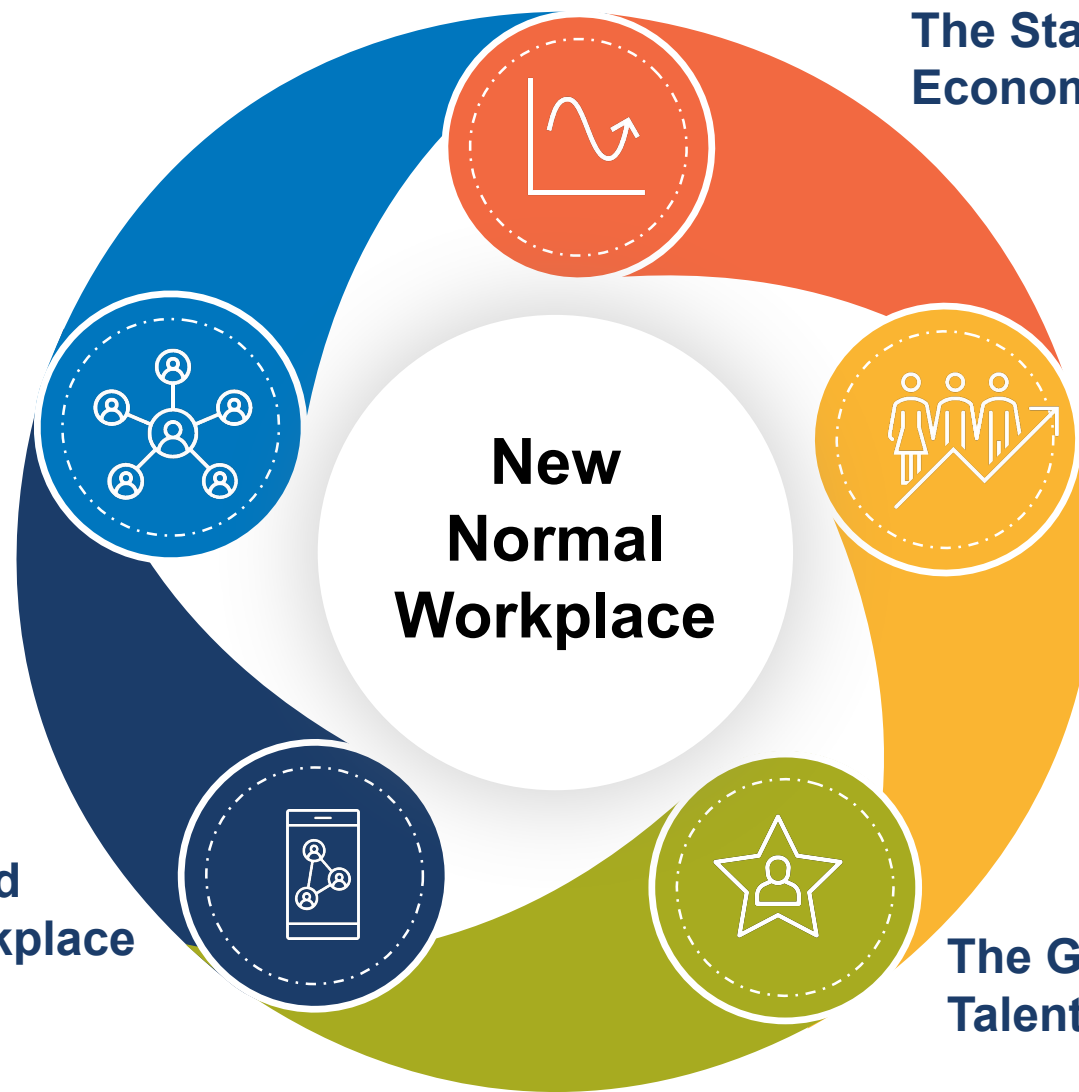 The Sta
Econom
New
Normal
Workplace
d
kplace
The G
Talent